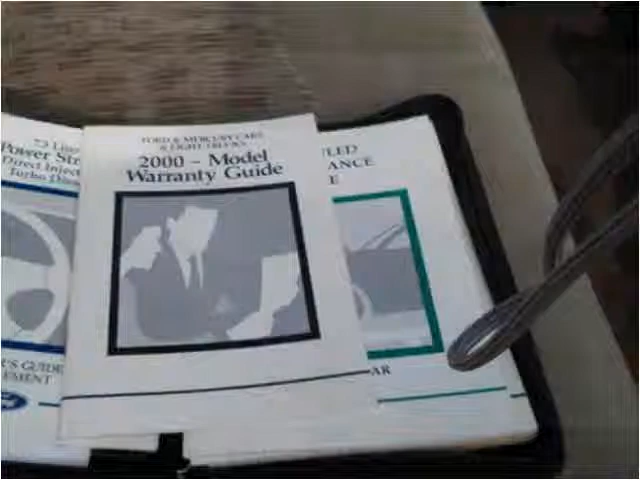 7.3 Liter
Power Str
Direct Inject
Turbo Dies
'S GUIDE
EMENT
Ford
FORD & MERCURY CARS
& LIGHT TRUCKS
2000 – Model
Warranty Guide
LED
ANCE
E
AR